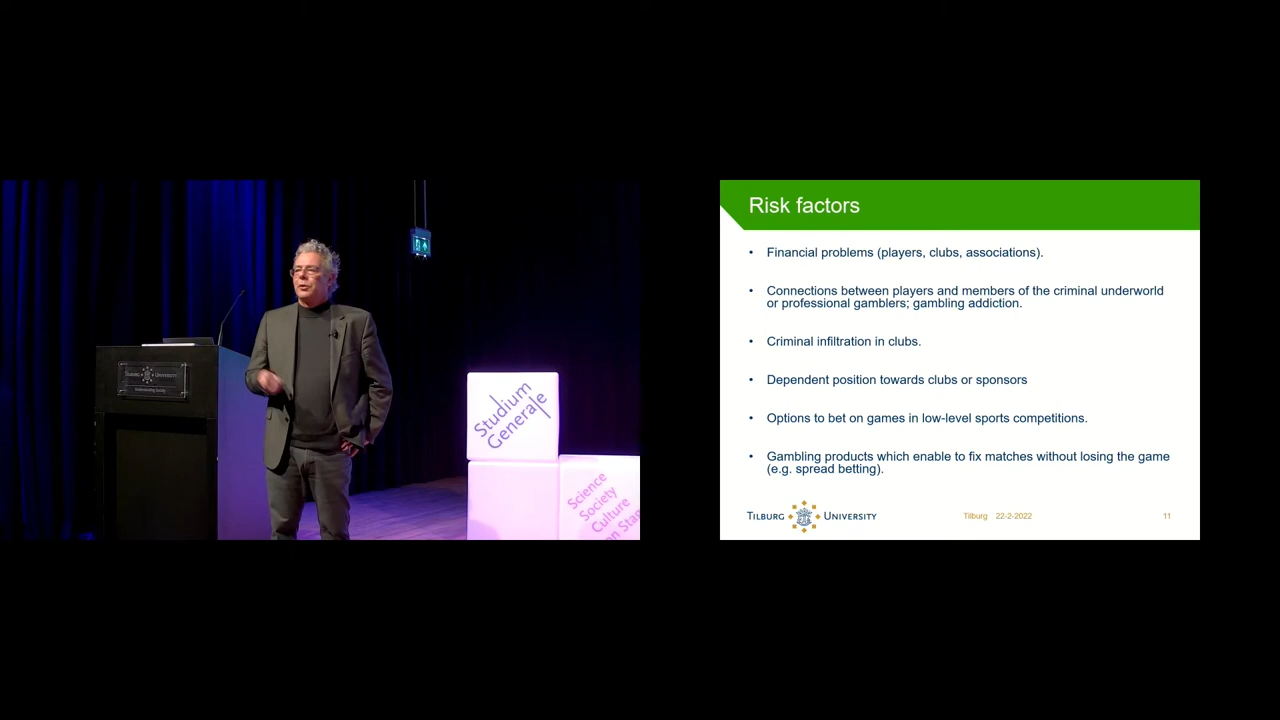 TILBURG UNIVERSITY
Studium
Generale
Science
Society
Culture
Risk factors
• Financial problems (players, clubs, associations).
• Connections between players and members of the criminal underworld
or professional gamblers; gambling addiction.
• Criminal infiltration in clubs.
• Dependent position towards clubs or sponsors
• Options to bet on games in low-level sports competitions.
• Gambling products which enable to fix matches without losing the game
(e.g. spread betting).
TILBURG UNIVERSITY
Tilburg 22-2-2022
11